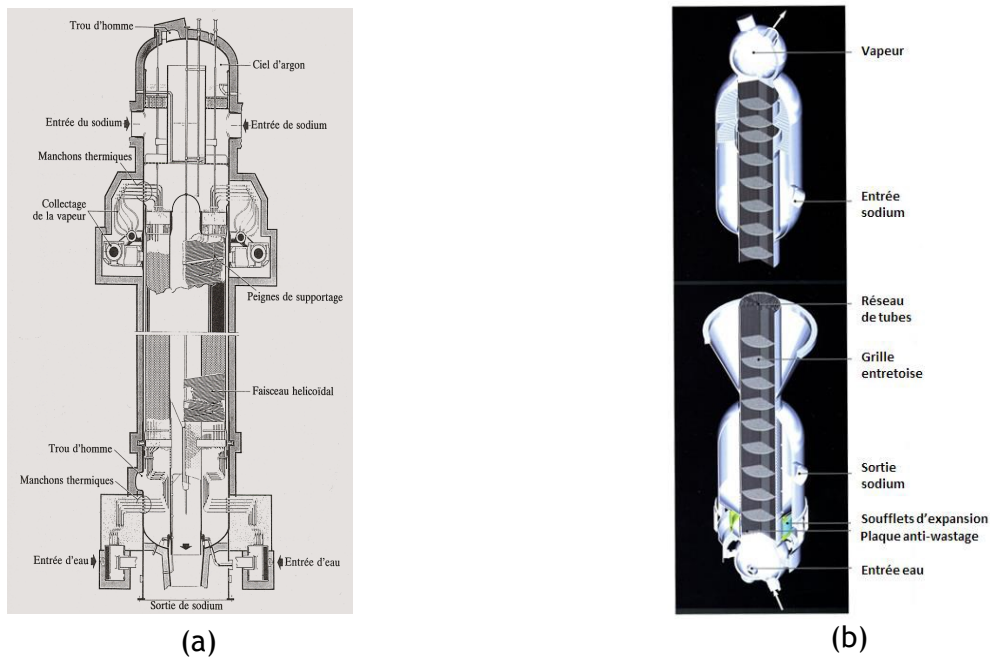 Trou d'homme
Ciel d'argon
Entrée du sodium
Entrée de sodium
Manchons thermiques
Collectage
de la vapeur
Peignes de supportage
Faisceau helicoïdal
Trou d'homme
Manchons thermiques
Entrée d'eau
Entrée d'eau
Sortie de sodium
(a)
Vapeur
Entrée
sodium
Réseau
de tubes
Grille
entretoise
Sortie
sodium
Soufflets d'expansion
Plaque anti-wastage
Entrée eau
(b)